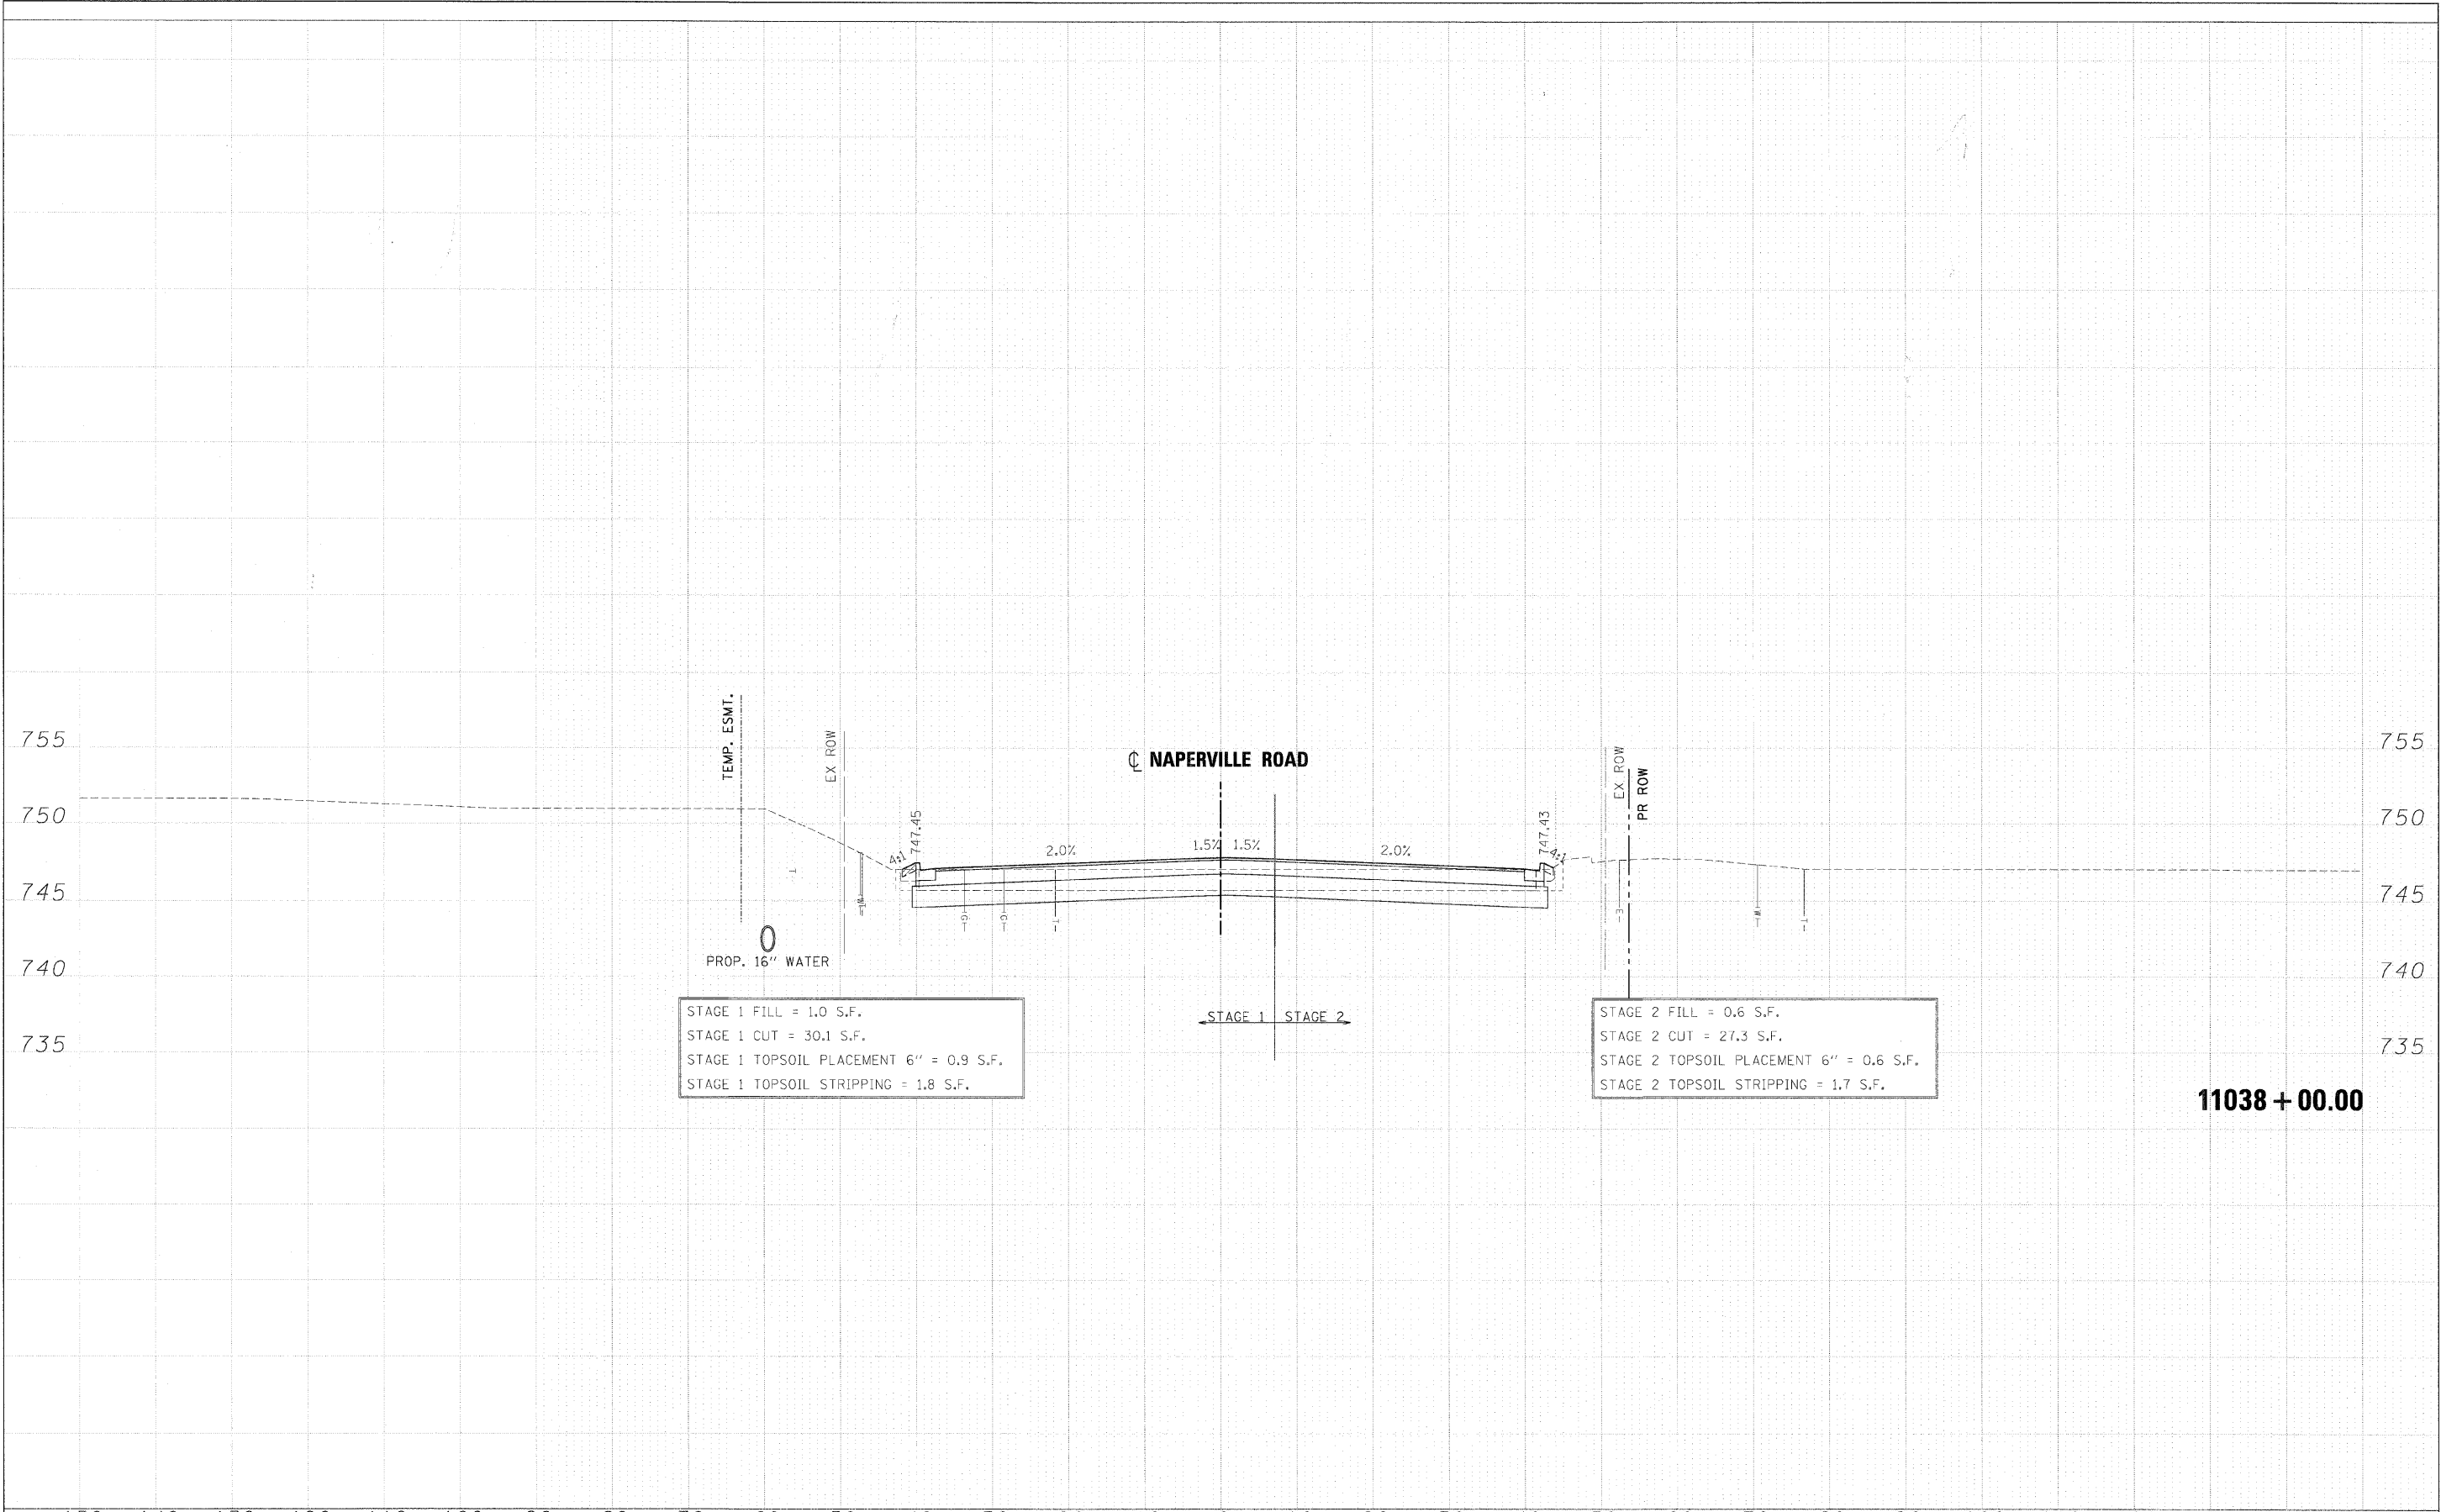 TEMP. ESMT.
EX ROW
℄ NAPERVILLE ROAD
EX ROW
PR ROW
755
755
750
750
745
745
740
740
735
735
4:1
747.45
2.0%
1.5%
1.5%
2.0%
747.43
4:1
T
W
G
G
T
E
W
T
PROP. 16" WATER
STAGE 1
STAGE 2
STAGE 1 FILL = 1.0 S.F.
STAGE 1 CUT = 30.1 S.F.
STAGE 1 TOPSOIL PLACEMENT 6" = 0.9 S.F.
STAGE 1 TOPSOIL STRIPPING = 1.8 S.F.
STAGE 2 FILL = 0.6 S.F.
STAGE 2 CUT = 27.3 S.F.
STAGE 2 TOPSOIL PLACEMENT 6" = 0.6 S.F.
STAGE 2 TOPSOIL STRIPPING = 1.7 S.F.
11038 + 00.00